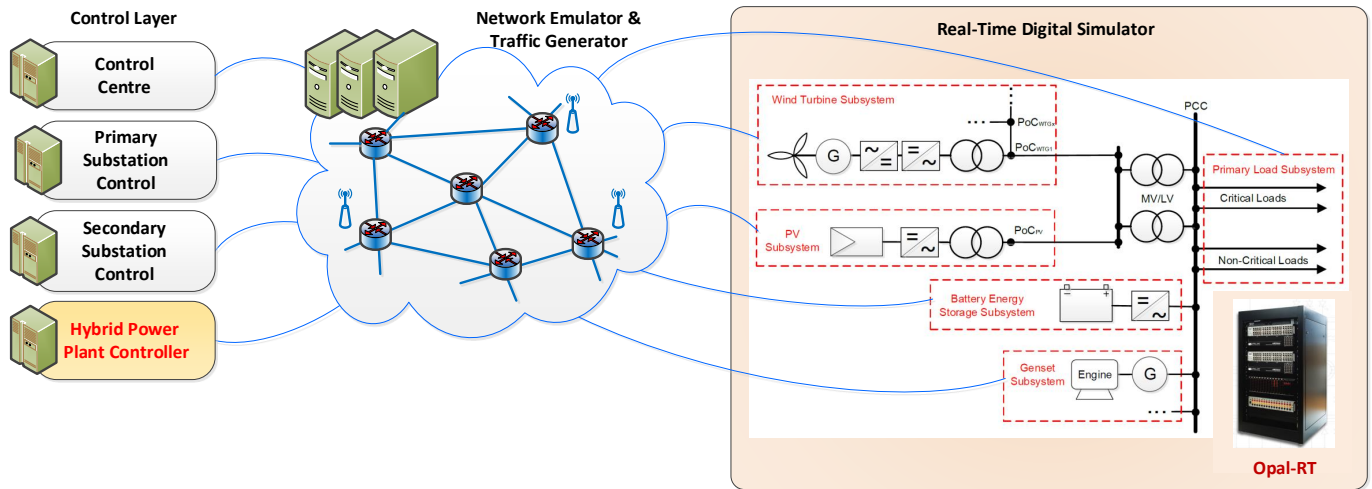 Control Layer
Control
Centre
Primary
Substation
Control
Secondary
Substation
Control
Hybrid Power
Plant Controller
Network Emulator &
Traffic Generator
Real-Time Digital Simulator
Wind Turbine Subsystem
G
PoCWTGx
PoCWTG1
PV
Subsystem
PoCPV
MV/LV
PCC
Primary Load Subsystem
Critical Loads
Non-Critical Loads
Battery Energy
Storage Subsystem
Genset
Subsystem
Engine
G
Opal-RT